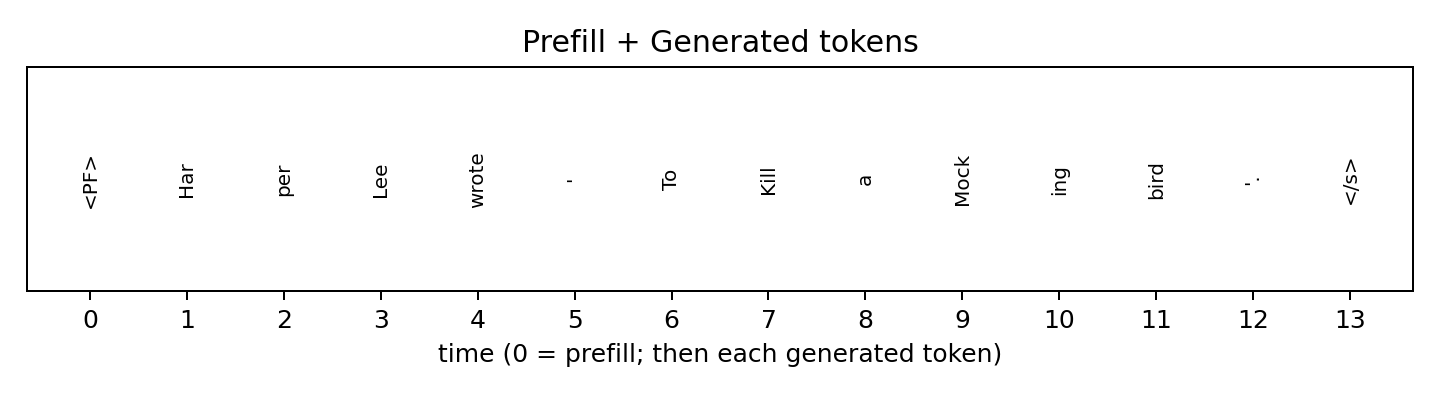 Prefill + Generated tokens
<PF> Har per Lee wrote ' To Kill a Mock ing bird '. </s>
0 1 2 3 4 5 6 7 8 9 10 11 12 13
time (0 = prefill; then each generated token)